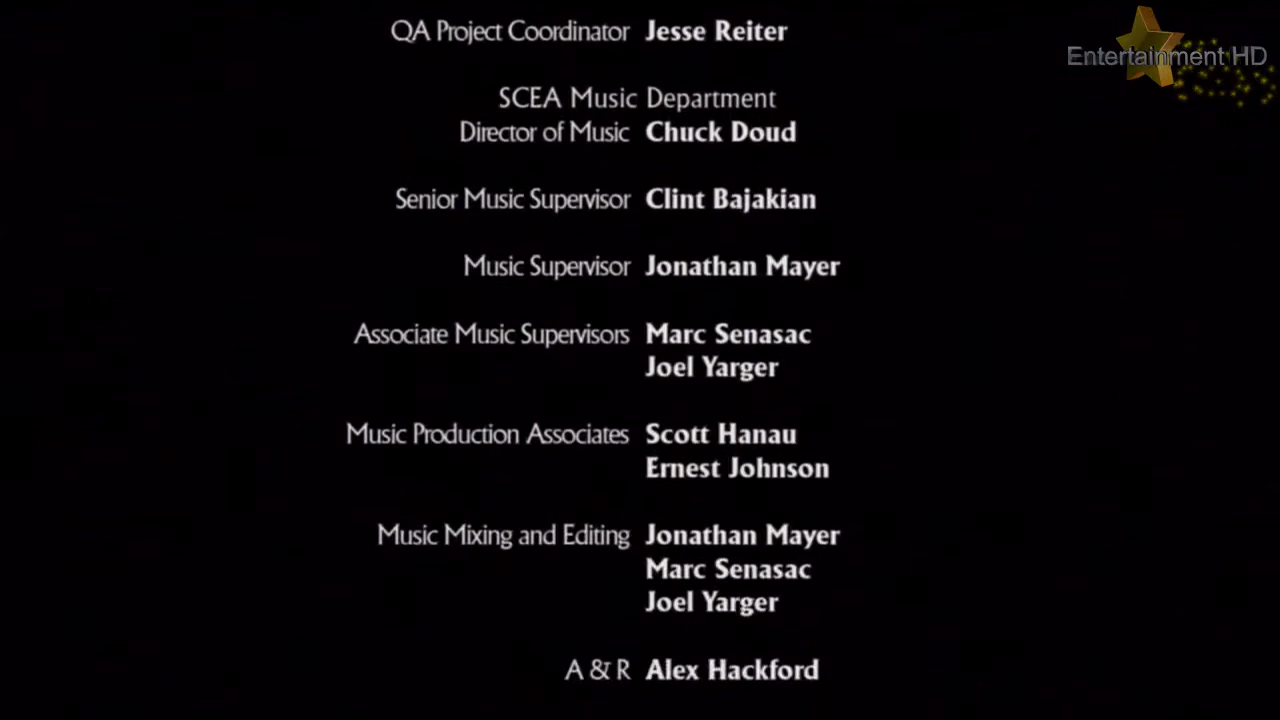 QA Project Coordinator Jesse Reiter
Entertainment HD
SCEA Music Department
Director of Music Chuck Doud
Senior Music Supervisor Clint Bajakian
Music Supervisor Jonathan Mayer
Associate Music Supervisors Marc Senasac
Joel Yarger
Music Production Associates Scott Hanau
Ernest Johnson
Music Mixing and Editing Jonathan Mayer
Marc Senasac
Joel Yarger
A & R Alex Hackford